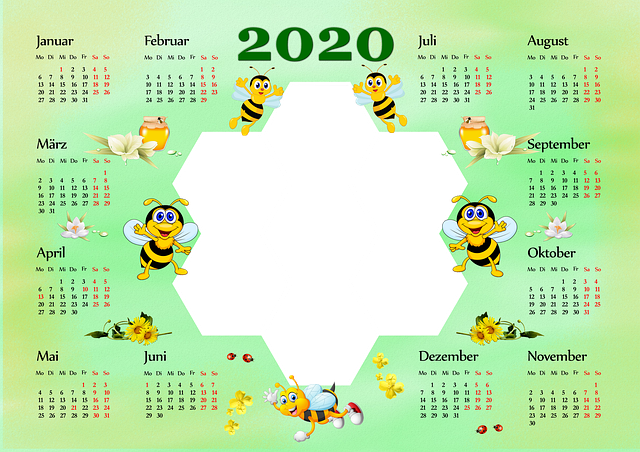 2020
Januar
Mo Di Mi Do Fr Sa So
1 2 3 4 5
6 7 8 9 10 11 12
13 14 15 16 17 18 19
20 21 22 23 24 25 26
27 28 29 30 31
Februar
Mo Di Mi Do Fr Sa So
1 2
3 4 5 6 7 8 9
10 11 12 13 14 15 16
17 18 19 20 21 22 23
24 25 26 27 28 29
Juli
Mo Di Mi Do Fr Sa So
1 2 3 4 5
6 7 8 9 10 11 12
13 14 15 16 17 18 19
20 21 22 23 24 25 26
27 28 29 30 31
August
Mo Di Mi Do Fr Sa So
1 2
3 4 5 6 7 8 9
10 11 12 13 14 15 16
17 18 19 20 21 22 23
24 25 26 27 28 29 30
31
März
Mo Di Mi Do Fr Sa So
1
2 3 4 5 6 7 8
9 10 11 12 13 14 15
16 17 18 19 20 21 22
23 24 25 26 27 28 29
30 31
September
Mo Di Mi Do Fr Sa So
1 2 3 4 5 6
7 8 9 10 11 12 13
14 15 16 17 18 19 20
21 22 23 24 25 26 27
28 29 30
April
Mo Di Mi Do Fr Sa So
1 2 3 4 5
6 7 8 9 10 11 12
13 14 15 16 17 18 19
20 21 22 23 24 25 26
27 28 29 30
Oktober
Mo Di Mi Do Fr Sa So
1 2 3 4
5 6 7 8 9 10 11
12 13 14 15 16 17 18
19 20 21 22 23 24 25
26 27 28 29 30 31
Mai
Mo Di Mi Do Fr Sa So
1 2 3
4 5 6 7 8 9 10
11 12 13 14 15 16 17
18 19 20 21 22 23 24
25 26 27 28 29 30 31
Juni
Mo Di Mi Do Fr Sa So
1 2 3 4 5 6 7
8 9 10 11 12 13 14
15 16 17 18 19 20 21
22 23 24 25 26 27 28
29 30
Dezember
Mo Di Mi Do Fr Sa So
1 2 3 4 5 6
7 8 9 10 11 12 13
14 15 16 17 18 19 20
21 22 23 24 25 26 27
28 29 30 31
November
Mo Di Mi Do Fr Sa So
1
2 3 4 5 6 7 8
9 10 11 12 13 14 15
16 17 18 19 20 21 22
23 24 25 26 27 28 29
30